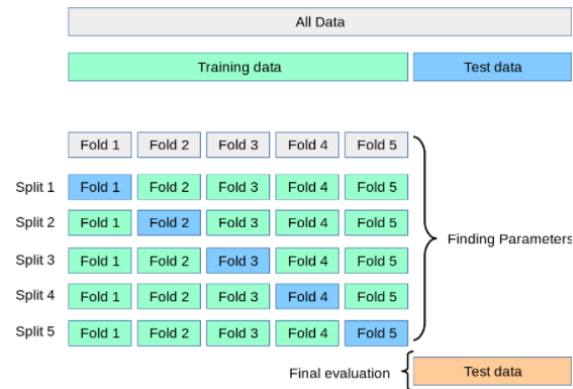 All Data
Training data Test data
Fold 1 Fold 2 Fold 3 Fold 4 Fold 5
Split 1 Fold 1 Fold 2 Fold 3 Fold 4 Fold 5
Split 2 Fold 1 Fold 2 Fold 3 Fold 4 Fold 5
Finding Parameters
Split 3 Fold 1 Fold 2 Fold 3 Fold 4 Fold 5
Split 4 Fold 1 Fold 2 Fold 3 Fold 4 Fold 5
Split 5 Fold 1 Fold 2 Fold 3 Fold 4 Fold 5
Final evaluation Test data